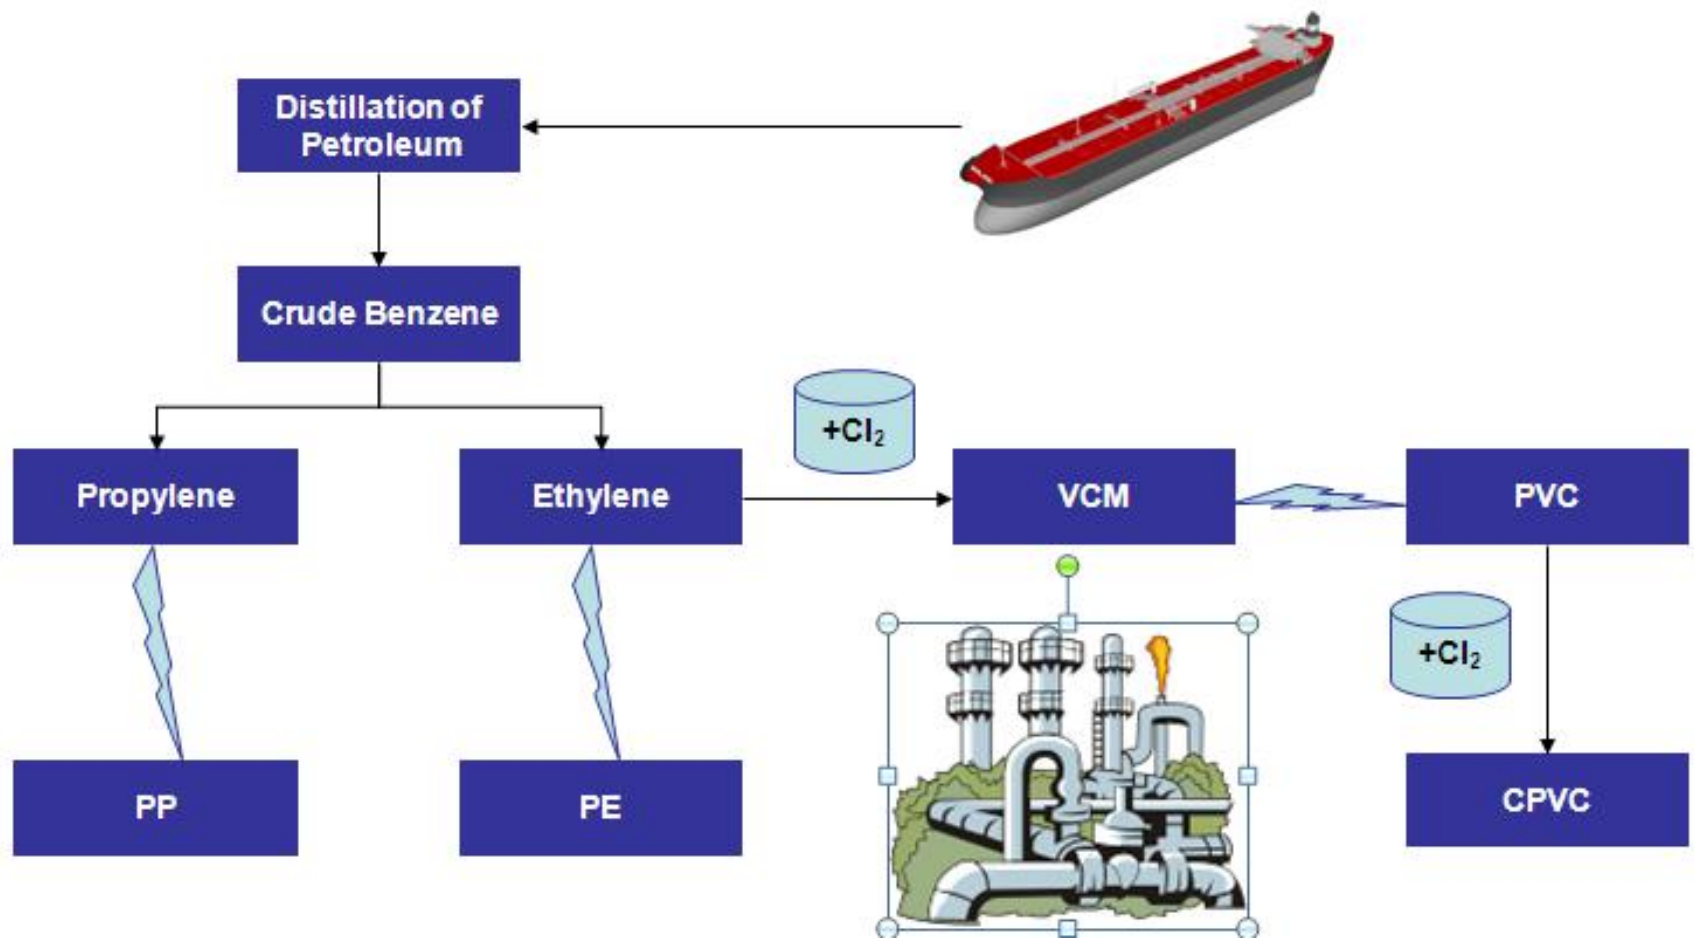 Distillation of
Petroleum
Crude Benzene
+Cl₂
Propylene
Ethylene
VCM
PVC
+Cl₂
PP
PE
CPVC